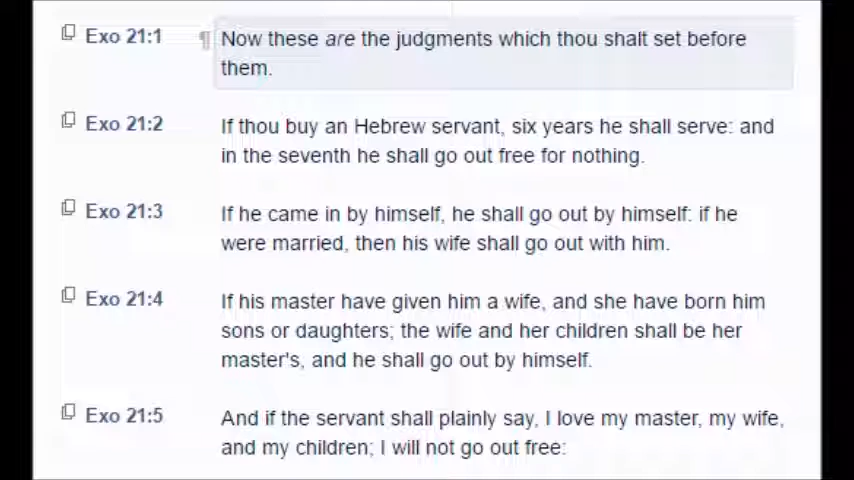 Exo 21:1 ¶ Now these are the judgments which thou shalt set before
them.
Exo 21:2 If thou buy an Hebrew servant, six years he shall serve: and
in the seventh he shall go out free for nothing.
Exo 21:3 If he came in by himself, he shall go out by himself: if he
were married, then his wife shall go out with him.
Exo 21:4 If his master have given him a wife, and she have born him
sons or daughters; the wife and her children shall be her
master's, and he shall go out by himself.
Exo 21:5 And if the servant shall plainly say, I love my master, my wife,
and my children; I will not go out free: